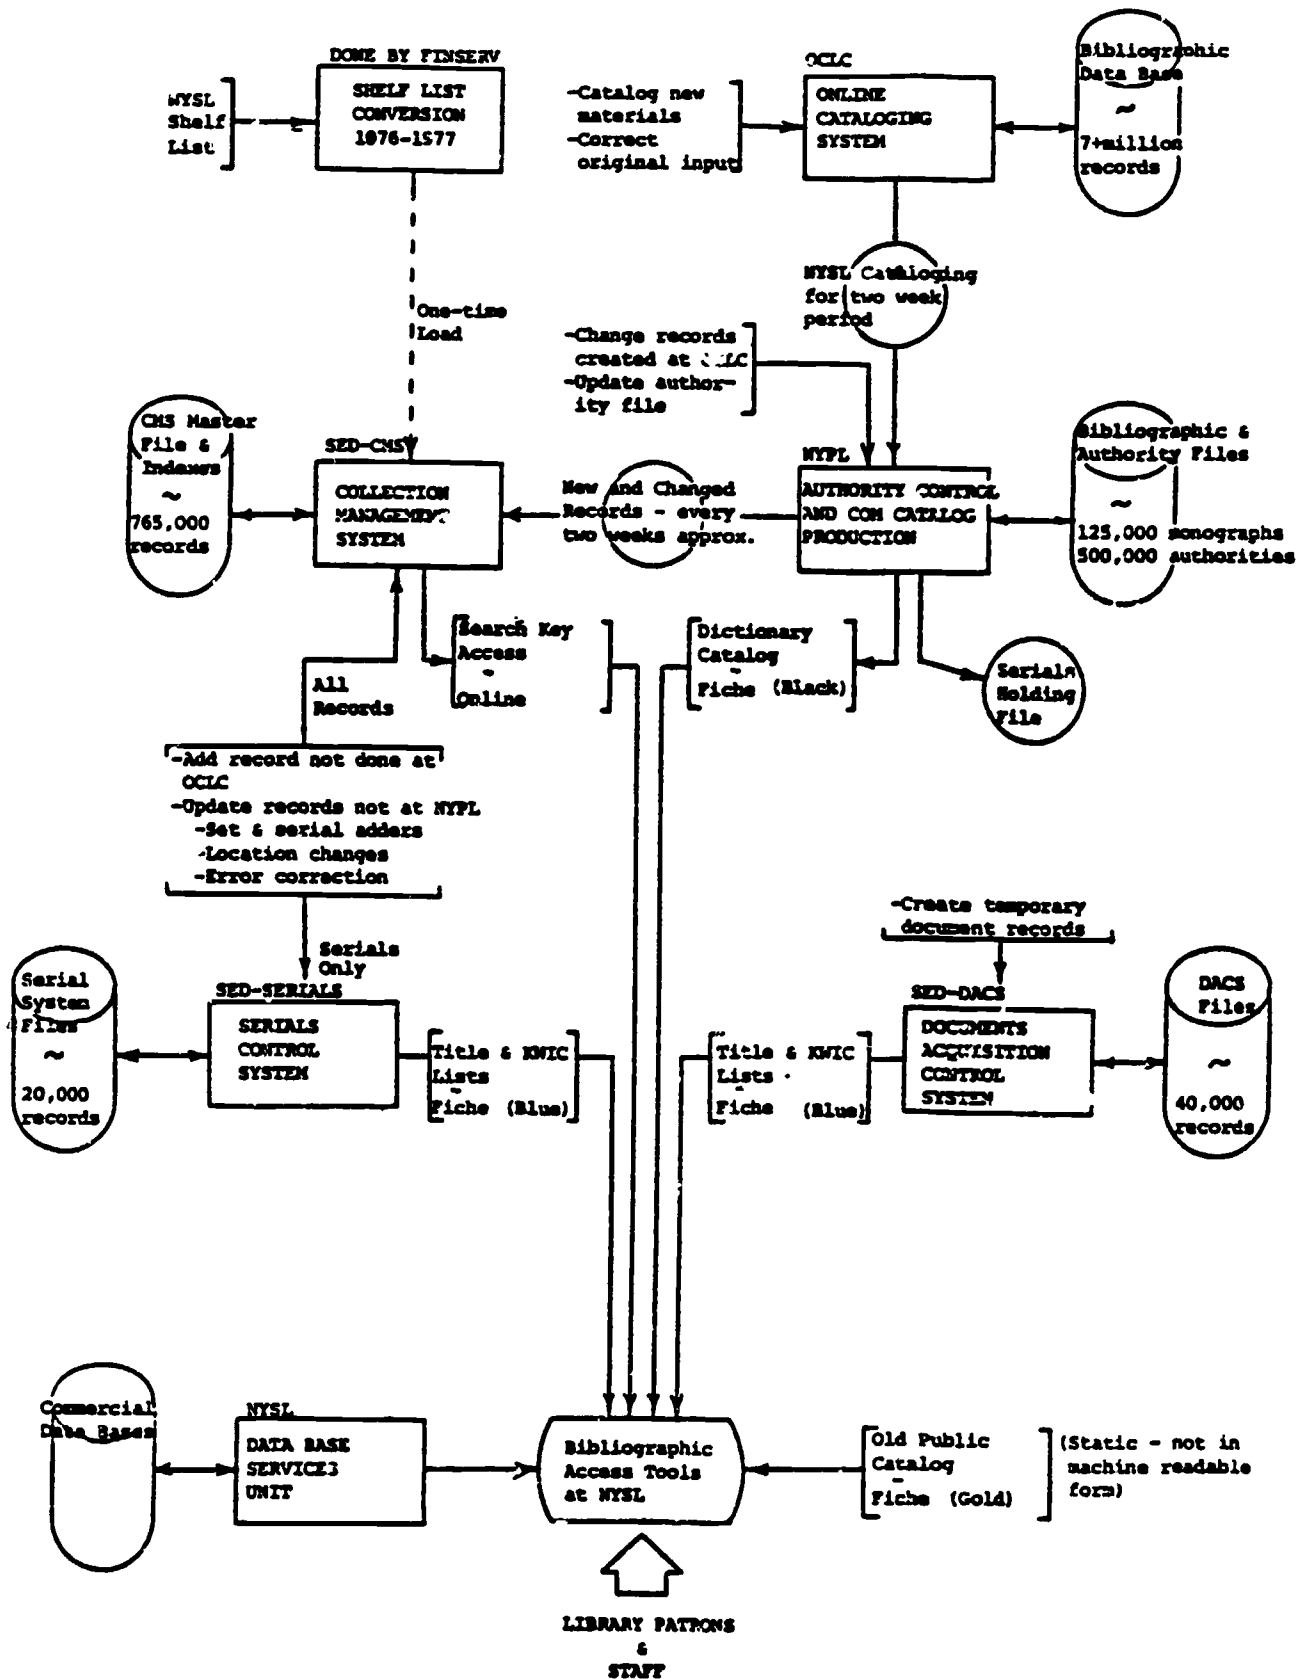 DONE BY FINSERV
NYSL
Shelf
List
SHELF LIST
CONVERSION
1976-1977
-Catalog new
materials
-Correct
original input
OCLC
ONLINE
CATALOGING
SYSTEM
Bibliographic
Data Base
~
7+million
records
One-time
Load
NYSL Cataloging
for two week
period
-Change records
created at OCLC
-Update author-
ity file
CMS Master
File &
Indexes
~
765,000
records
SED-CMS
COLLECTION
MANAGEMENT
SYSTEM
New and Changed
Records - every
two weeks approx.
NYPL
AUTHORITY CONTROL
AND COM CATALOG
PRODUCTION
Bibliographic &
Authority Files
~
125,000 monographs
500,000 authorities
All
Records
Search Key
Access
~
Online
Dictionary
Catalog
~
Fiche (Black)
Serials
Holding
File
-Add record not done at
OCLC
-Update records not at NYPL
-Set & serial adders
-Location changes
-Error correction
Serials
Only
-Create temporary
document records
Serial
System
Files
~
20,000
records
SED-SERIALS
SERIALS
CONTROL
SYSTEM
Title & KWIC
Lists
~
Fiche (Blue)
Title & KWIC
Lists
~
Fiche (Blue)
SED-DACS
DOCUMENTS
ACQUISITION
CONTROL
SYSTEM
DACS
Files
~
40,000
records
Commercial
Data Bases
NYSL
DATA BASE
SERVICES
UNIT
Bibliographic
Access Tools
at NYSL
Old Public
Catalog
~
Fiche (Gold)
(Static - not in
machine readable
form)
LIBRARY PATRONS
&
STAFF